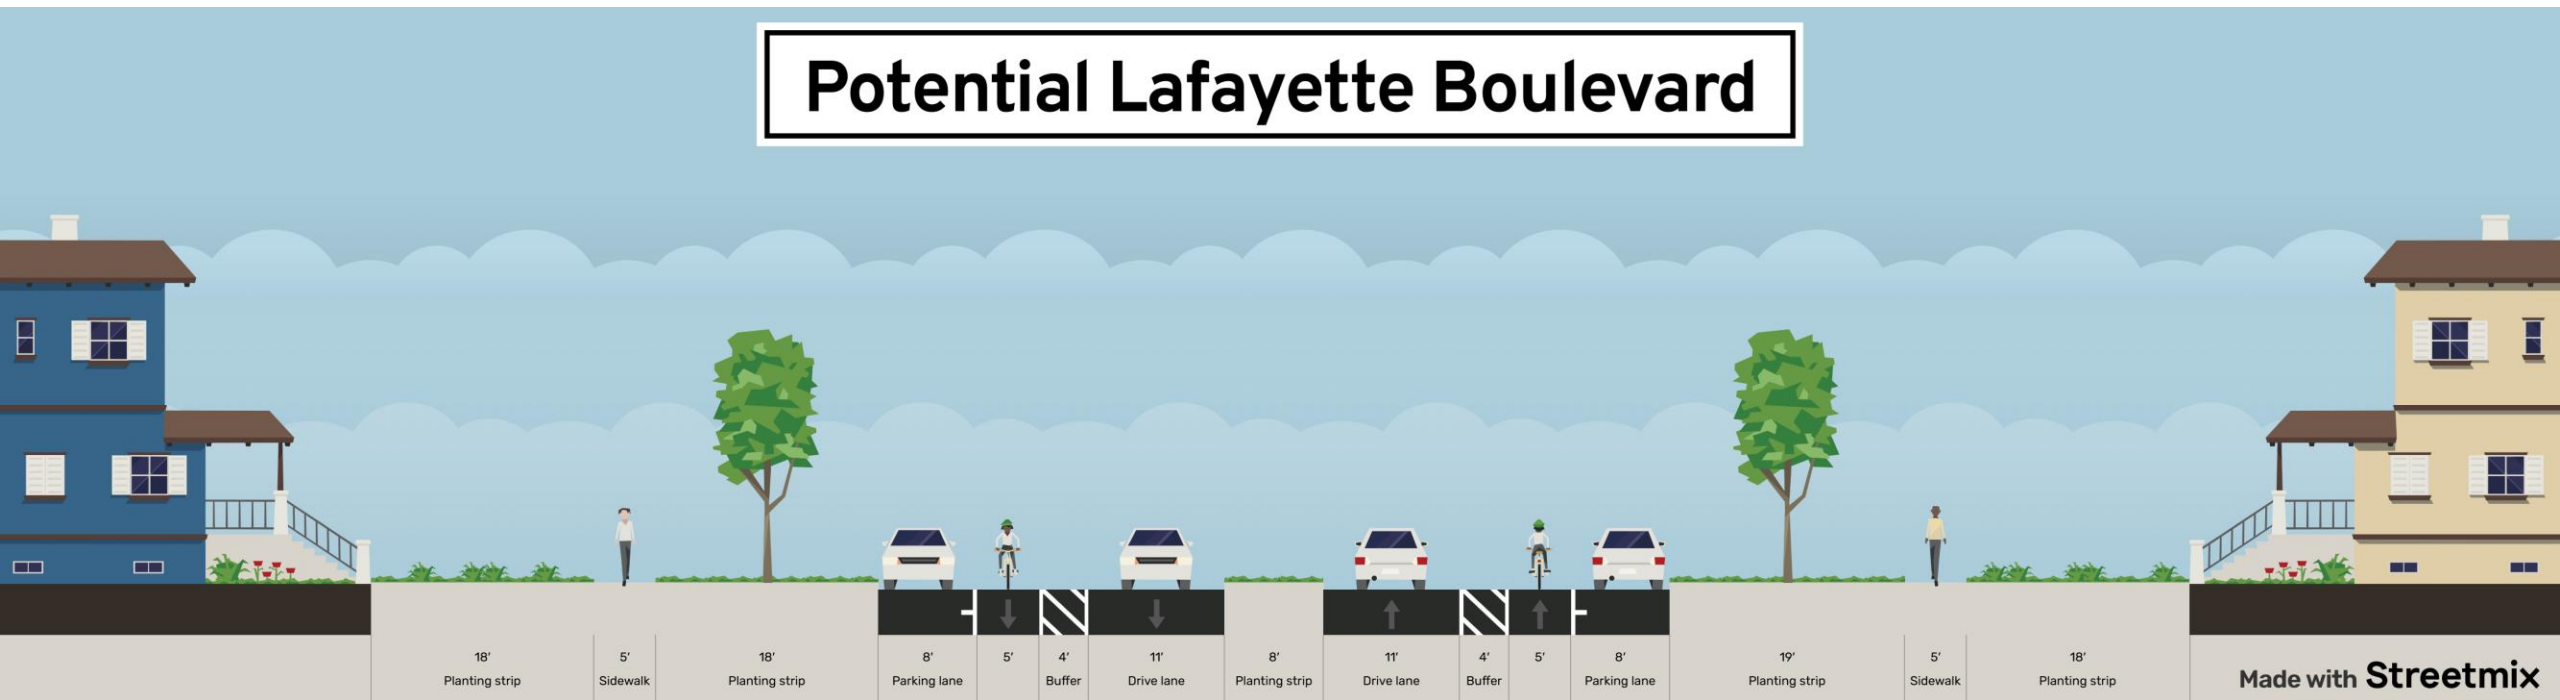 Potential Lafayette Boulevard
18' 5' 18' 8' 5' 4' 11' 8' 11' 4' 5' 8' 19' 5' 18'
Planting strip Sidewalk Planting strip Parking lane Buffer Drive lane Planting strip Drive lane Buffer Parking lane Planting strip Sidewalk Planting strip
Made with Streetmix